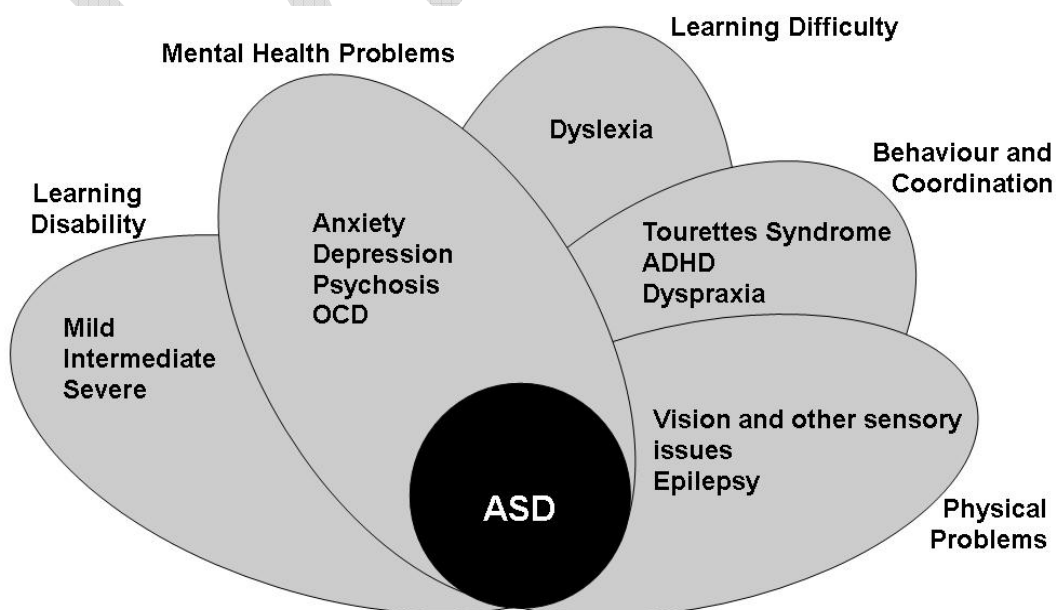 Learning Difficulty
Mental Health Problems
Dyslexia
Behaviour and
Coordination
Learning
Disability
Anxiety
Depression
Psychosis
OCD
Tourettes Syndrome
ADHD
Dyspraxia
Mild
Intermediate
Severe
Vision and other sensory
issues
Epilepsy
ASD
Physical
Problems